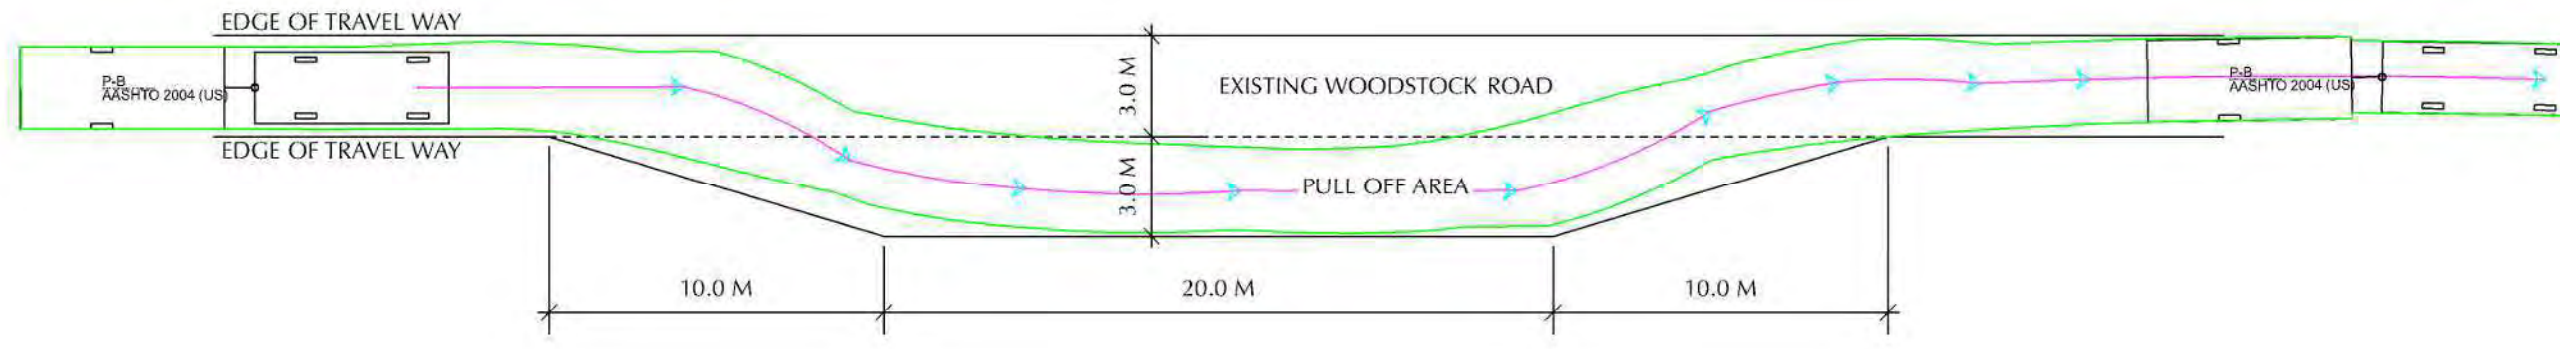 EDGE OF TRAVEL WAY
P-B
AASHTO 2004 (US)
EDGE OF TRAVEL WAY
3.0 M
EXISTING WOODSTOCK ROAD
3.0 M
PULL OFF AREA
P-B
AASHTO 2004 (US)
10.0 M
20.0 M
10.0 M